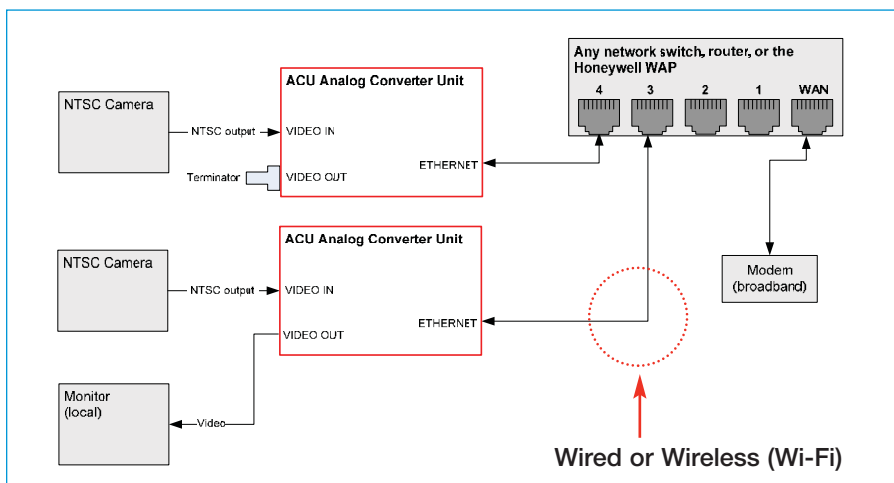 Any network switch, router, or the
Honeywell WAP
4 3 2 1 WAN
ACU Analog Converter Unit
NTSC Camera
NTSC output
VIDEO IN
ETHERNET
Terminator
VIDEO OUT
ACU Analog Converter Unit
NTSC Camera
NTSC output
VIDEO IN
ETHERNET
VIDEO OUT
Modem
(broadband)
Monitor
(local)
Video
Wired or Wireless (Wi-Fi)